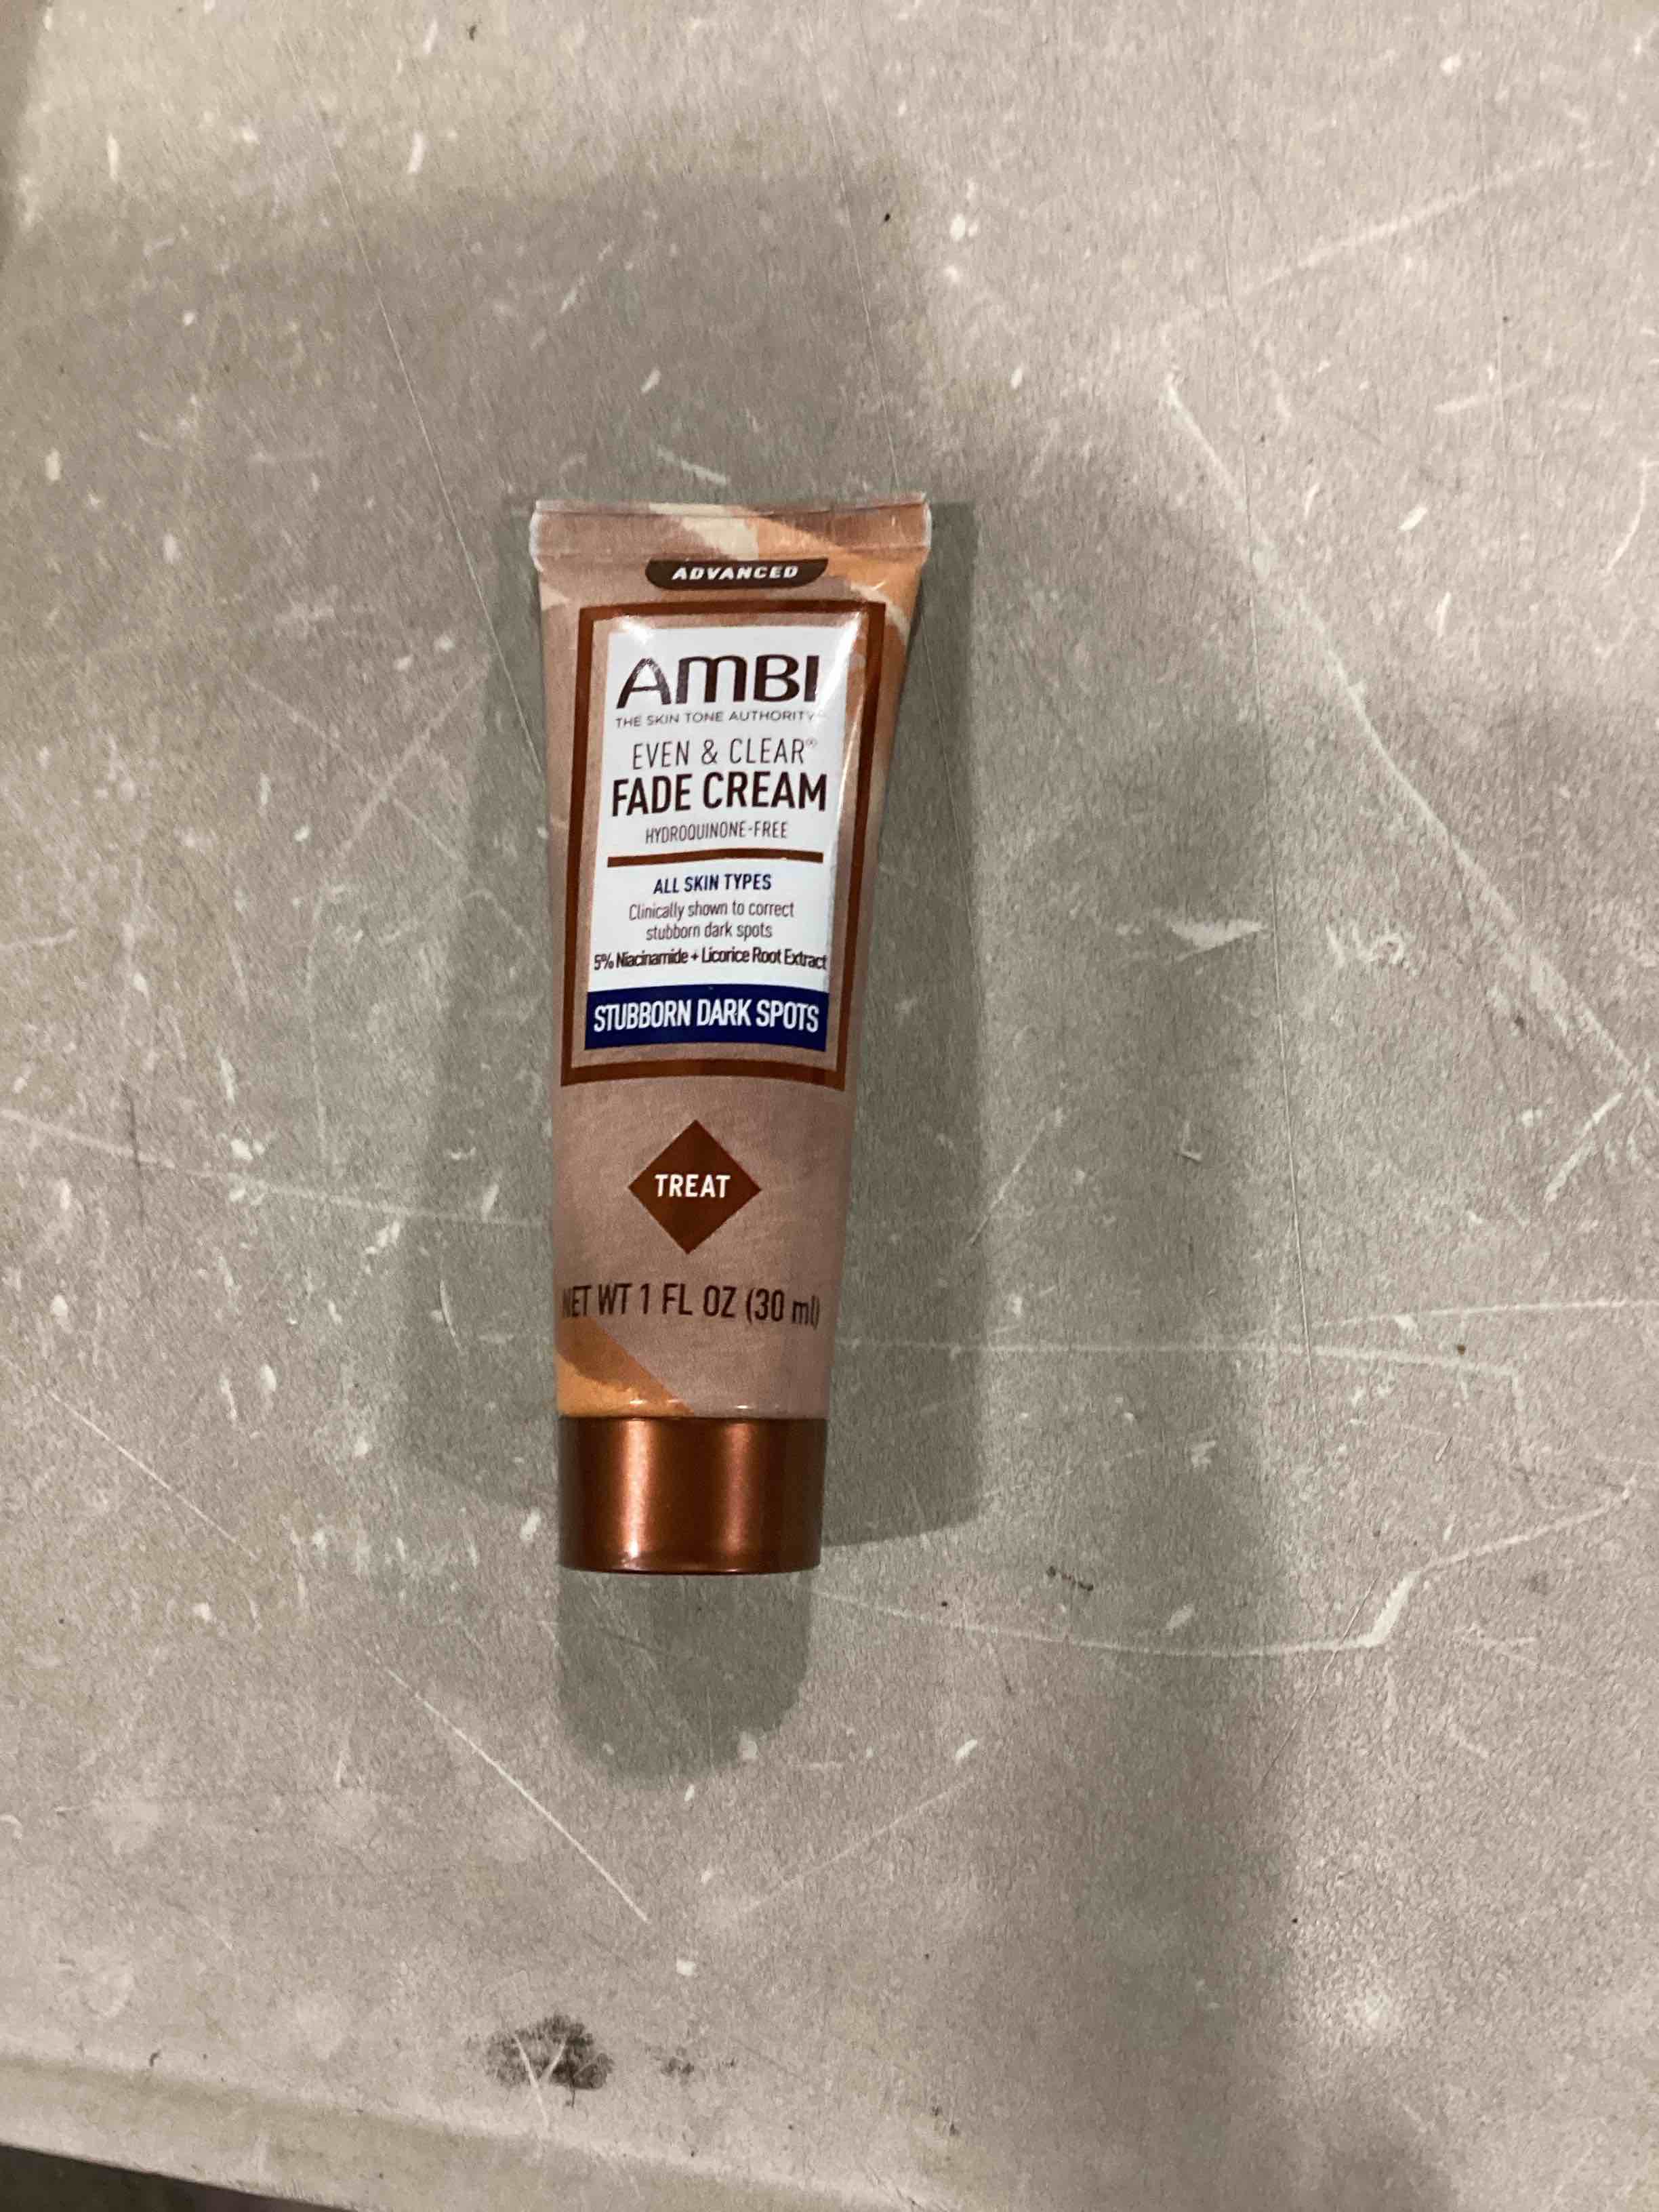 ADVANCED
AMBI
THE SKIN TONE AUTHORITY
EVEN & CLEAR®
FADE CREAM
HYDROQUINONE-FREE
ALL SKIN TYPES
Clinically shown to correct
stubborn dark spots
5% Niacinamide + Licorice Root Extract
STUBBORN DARK SPOTS
TREAT
NET WT 1 FL OZ (30 ml)